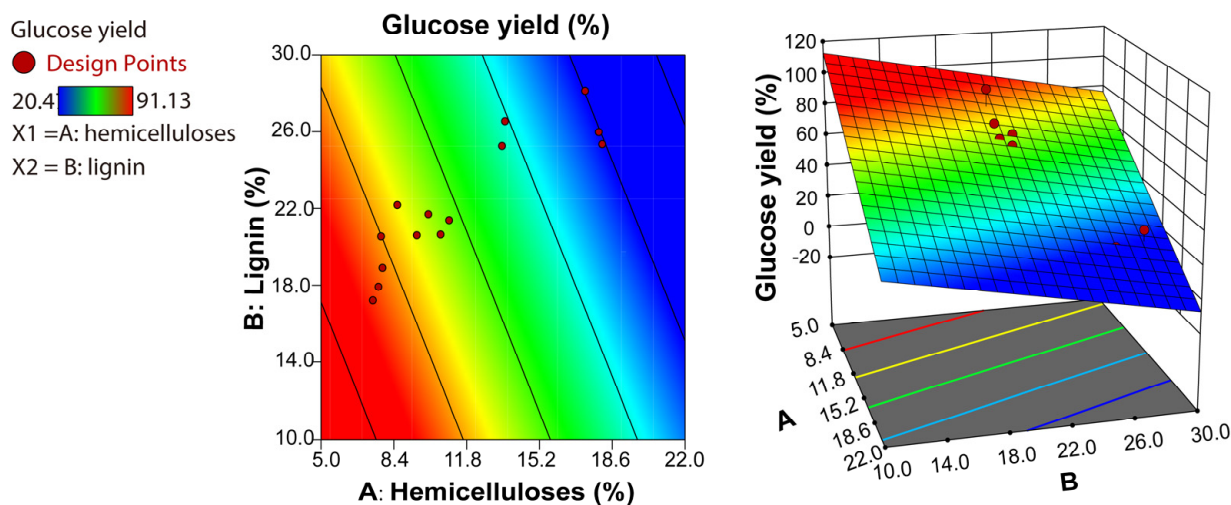 Glucose yield
Design Points
20.47 91.13
X1 =A: hemicelluloses
X2 = B: lignin
Glucose yield (%)
30.0
26.0
22.0
18.0
14.0
10.0
B: Lignin (%)
5.0 8.4 11.8 15.2 18.6 22.0
A: Hemicelluloses (%)
120
100
80
60
40
20
0
-20
Glucose yield (%)
5.0
8.4
11.8
15.2
18.6
22.0
A
10.0 14.0 18.0 22.0 26.0 30.0
B